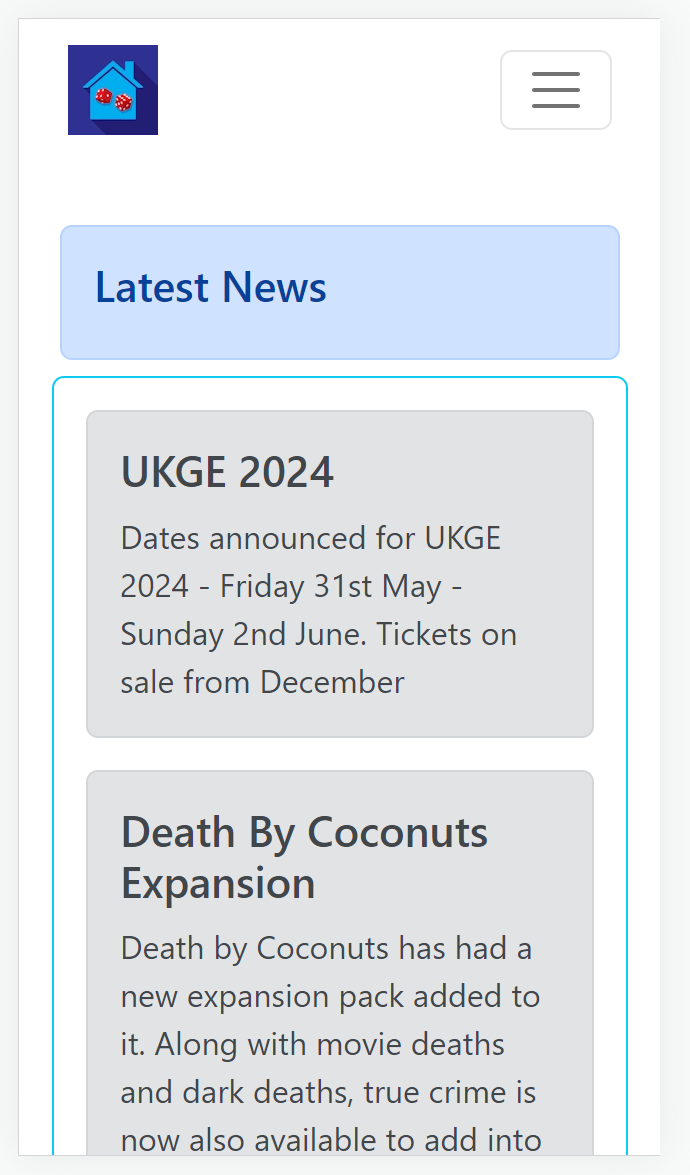 Latest News
UKGE 2024
Dates announced for UKGE
2024 - Friday 31st May -
Sunday 2nd June. Tickets on
sale from December
Death By Coconuts
Expansion
Death by Coconuts has had a
new expansion pack added to
it. Along with movie deaths
and dark deaths, true crime is
now also available to add into